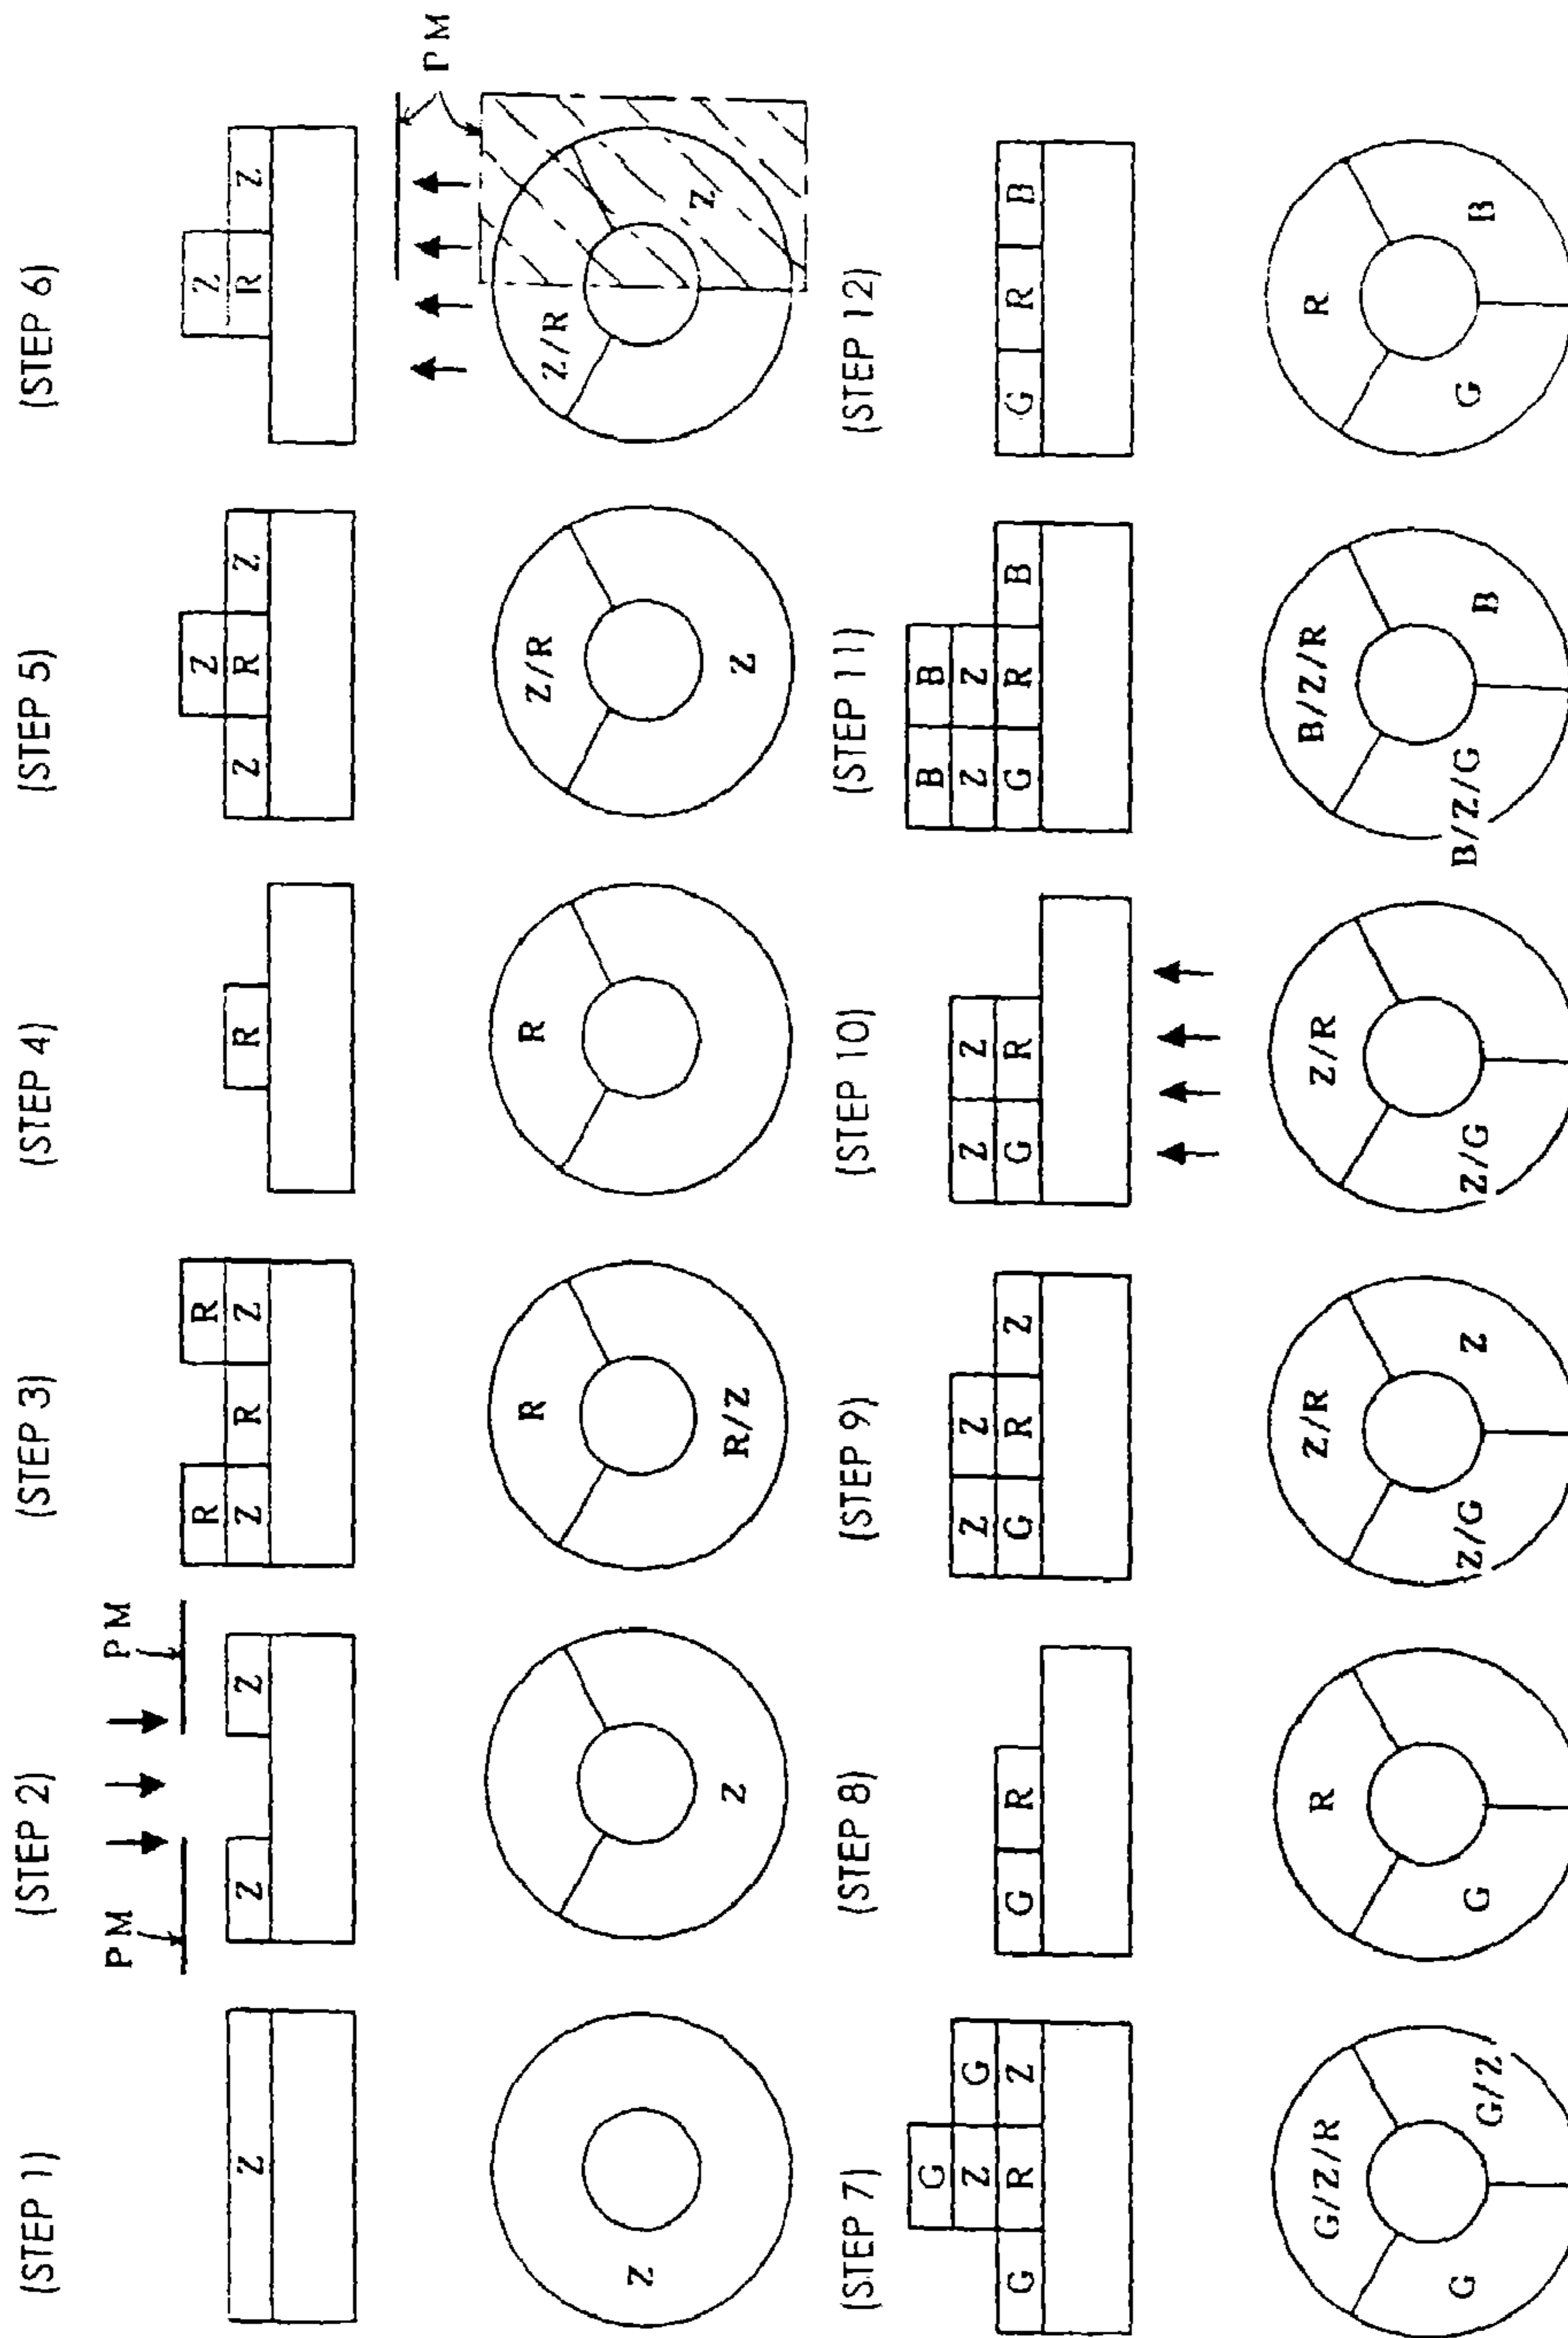 (STEP 1)
Z
Z
(STEP 2)
PM PM
Z Z
Z
(STEP 3)
R R
Z R Z
R
R/Z
(STEP 4)
R
R
(STEP 5)
Z
Z R Z
Z/R
Z
(STEP 6)
Z
R Z
PM
Z/R
Z
(STEP 7)
G
Z G
G R Z
G/Z/R
G G/Z
(STEP 8)
G R
R
G
(STEP 9)
Z Z
G R Z
Z/R
Z/G Z
(STEP 10)
Z Z
G R
Z/R
Z/G
(STEP 11)
B B
Z Z
G R B
B/Z/R
B/Z/G B
(STEP 12)
G R B
R
G B